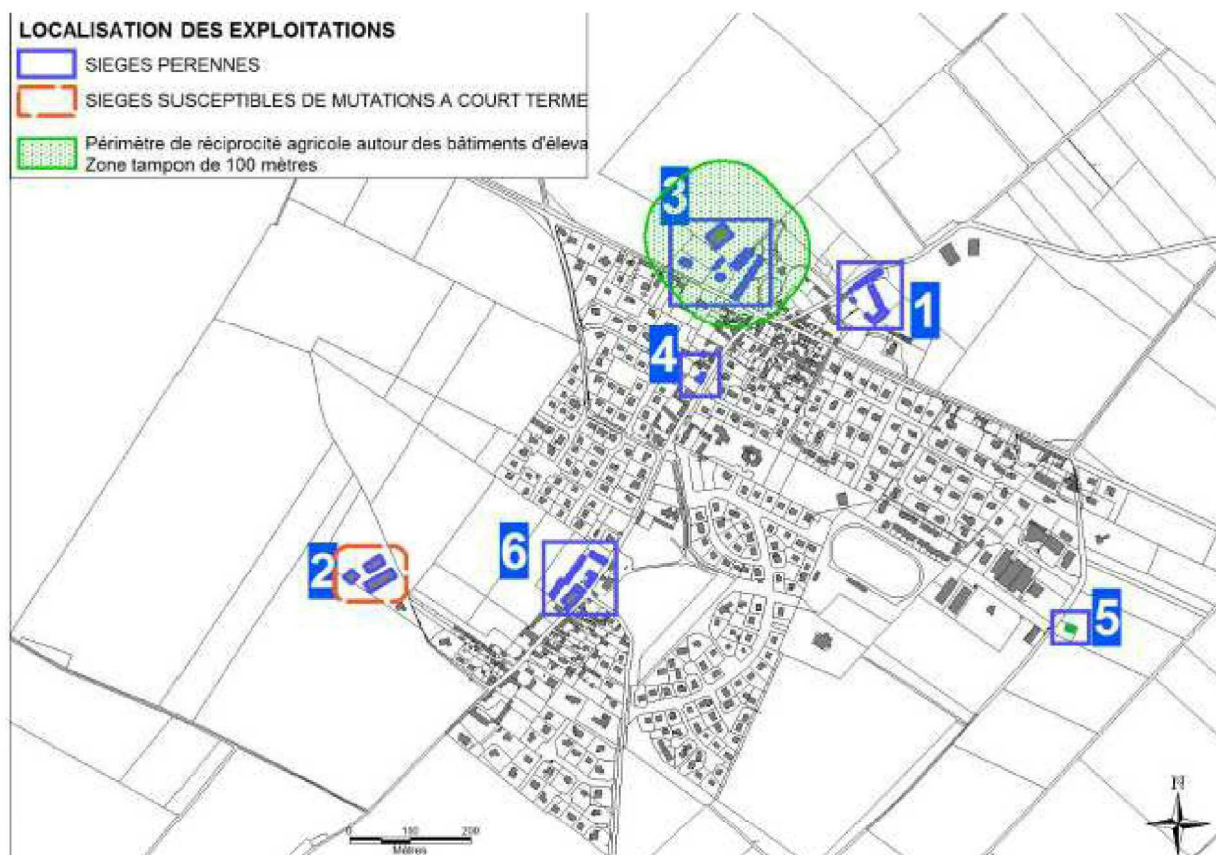 LOCALISATION DES EXPLOITATIONS
SIEGES PERENNES
SIEGES SUSCEPTIBLES DE MUTATIONS A COURT TERME
Périmètre de réciprocité agricole autour des bâtiments d'éleva
Zone tampon de 100 mètres
3
1
4
6
2
5
N
0 100 200
Mètres